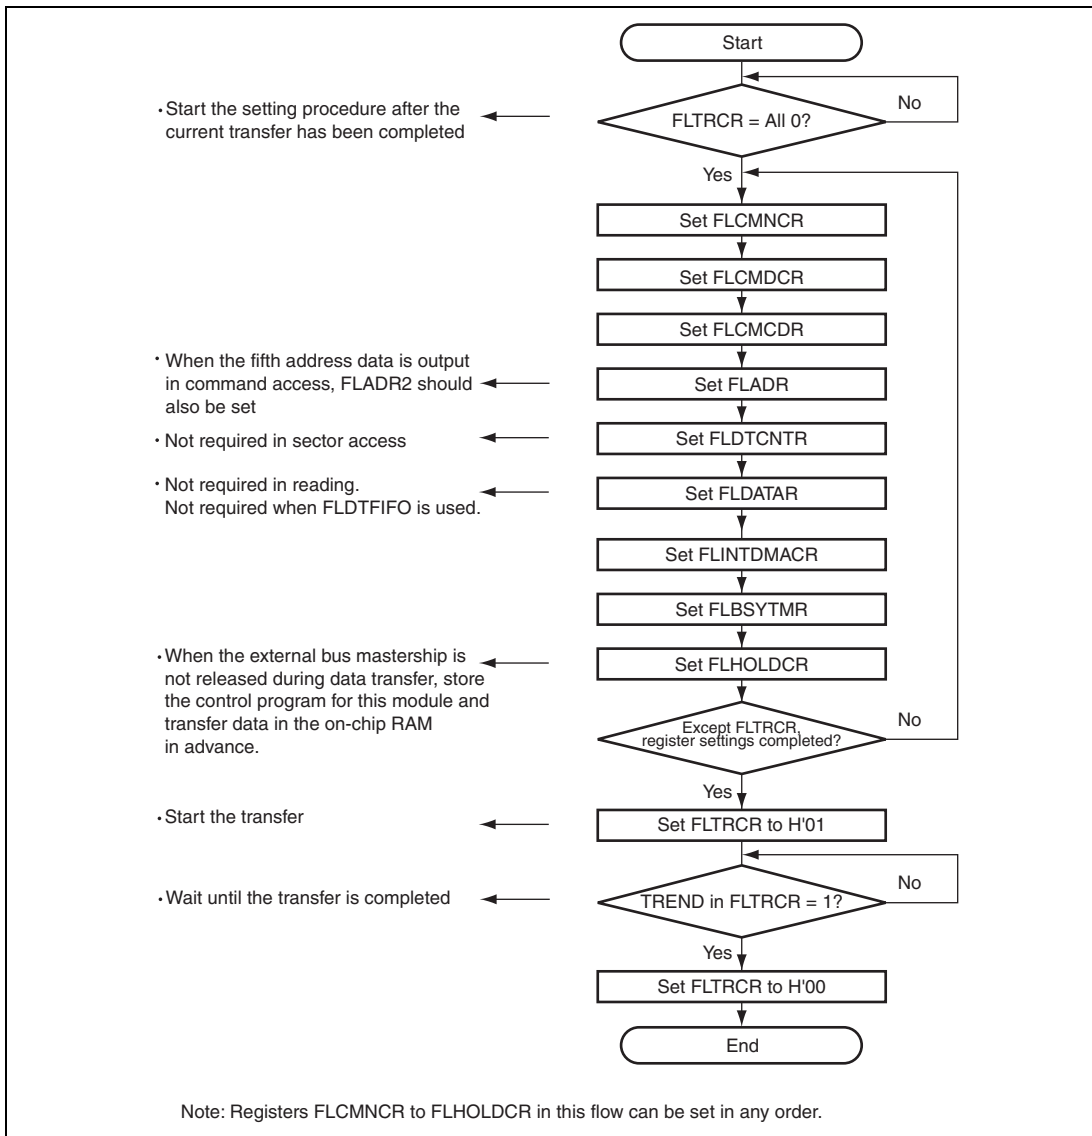 Start
· Start the setting procedure after the
current transfer has been completed
FLTRCR = All 0?
No
Yes
Set FLCMNCR
Set FLCMDCR
Set FLCMCDR
· When the fifth address data is output
in command access, FLADR2 should
also be set
Set FLADR
· Not required in sector access
Set FLDTCNTR
· Not required in reading.
Not required when FLDTFIFO is used.
Set FLDATAR
Set FLINTDMACR
Set FLBSYTMR
· When the external bus mastership is
not released during data transfer, store
the control program for this module and
transfer data in the on-chip RAM
in advance.
Set FLHOLDCR
Except FLTRCR,
register settings completed?
No
Yes
· Start the transfer
Set FLTRCR to H'01
· Wait until the transfer is completed
TREND in FLTRCR = 1?
No
Yes
Set FLTRCR to H'00
End
Note: Registers FLCMNCR to FLHOLDCR in this flow can be set in any order.